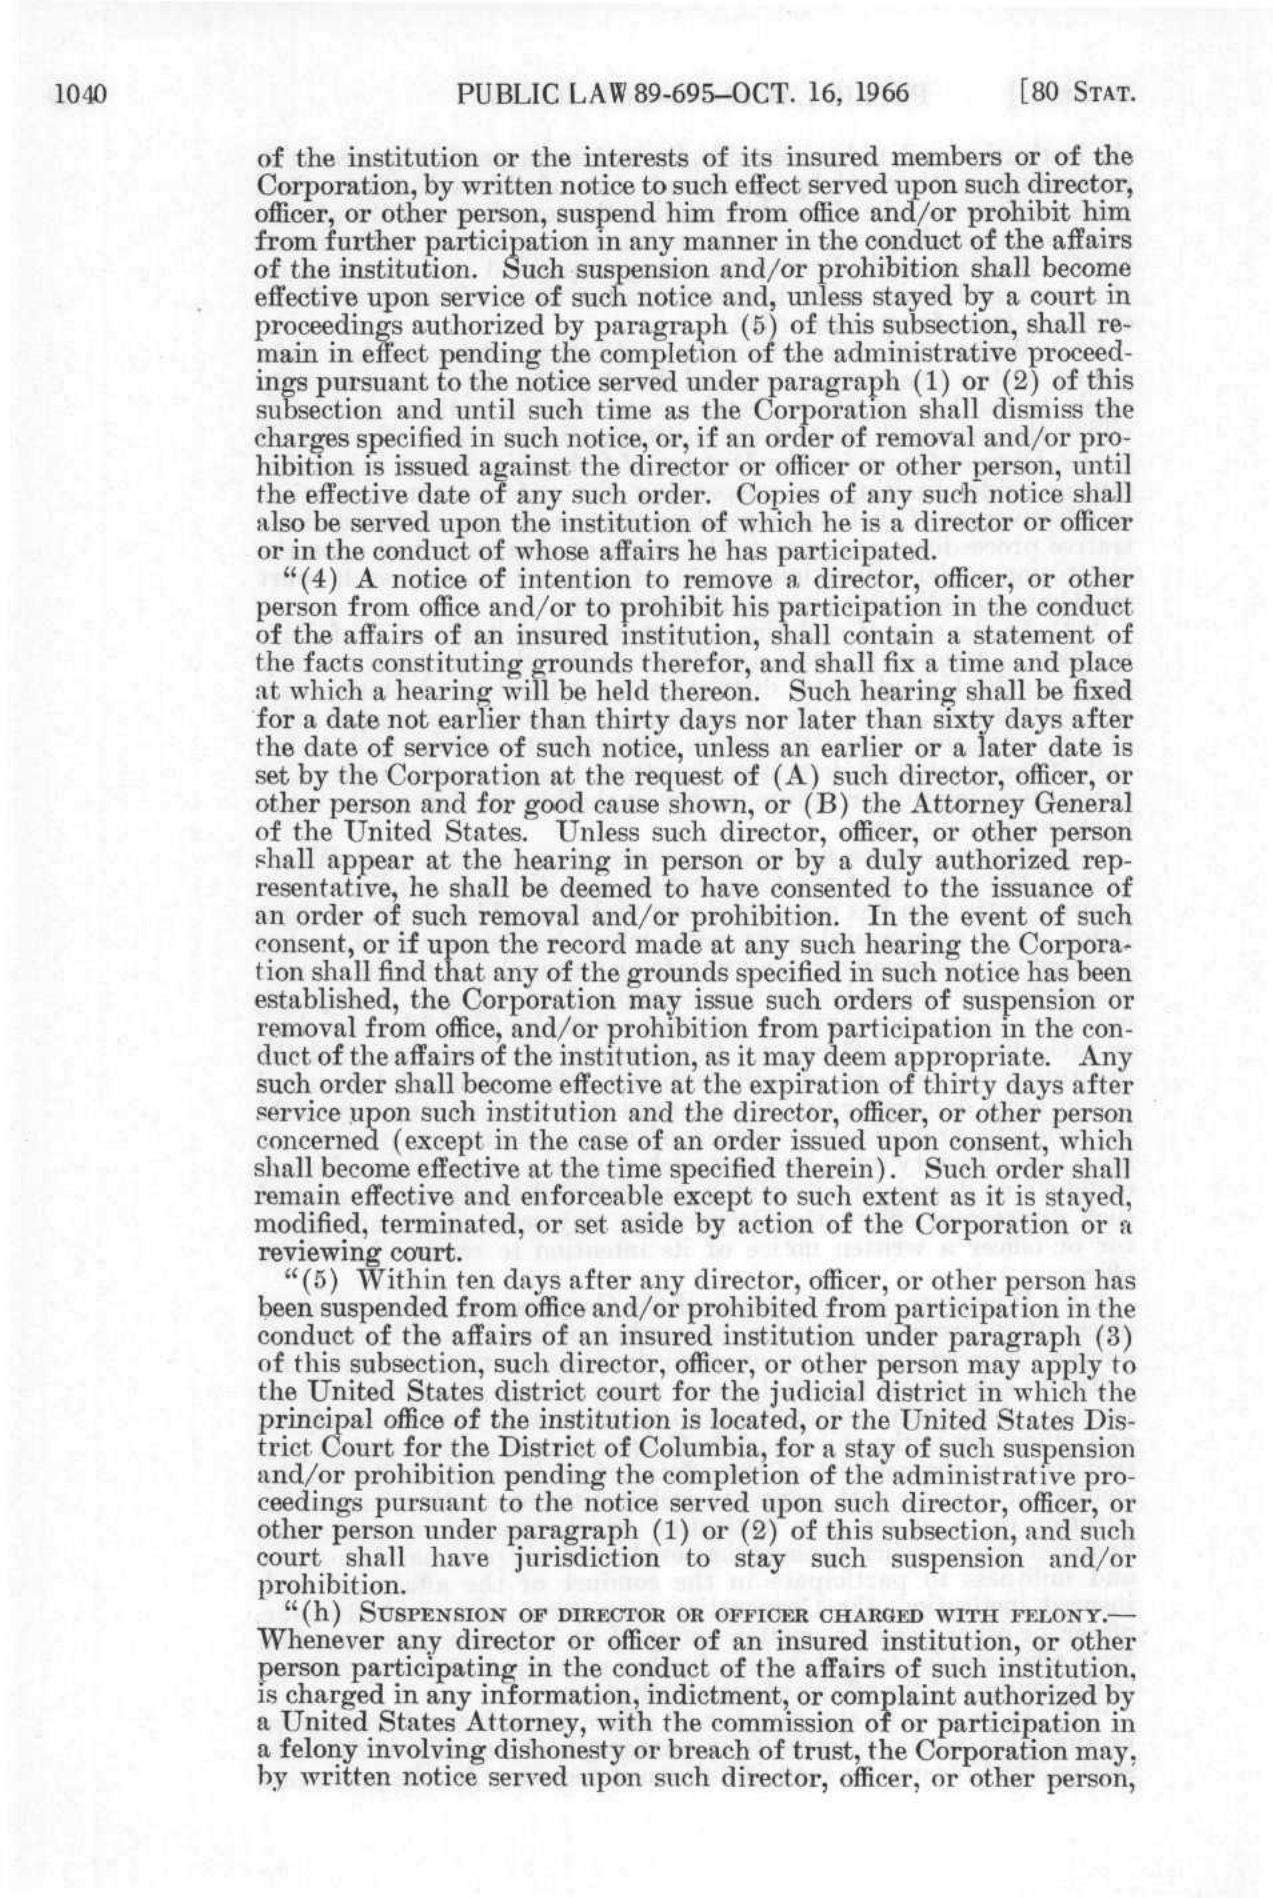 1040 PUBLIC LAW 89-695–OCT. 16, 1966 [80 STAT.
of the institution or the interests of its insured members or of the
Corporation, by written notice to such effect served upon such director,
officer, or other person, suspend him from office and/or prohibit him
from further participation in any manner in the conduct of the affairs
of the institution. Such suspension and/or prohibition shall become
effective upon service of such notice and, unless stayed by a court in
proceedings authorized by paragraph (5) of this subsection, shall re-
main in effect pending the completion of the administrative proceed-
ings pursuant to the notice served under paragraph (1) or (2) of this
subsection and until such time as the Corporation shall dismiss the
charges specified in such notice, or, if an order of removal and/or pro-
hibition is issued against the director or officer or other person, until
the effective date of any such order. Copies of any such notice shall
also be served upon the institution of which he is a director or officer
or in the conduct of whose affairs he has participated.
"(4) A notice of intention to remove a director, officer, or other
person from office and/or to prohibit his participation in the conduct
of the affairs of an insured institution, shall contain a statement of
the facts constituting grounds therefor, and shall fix a time and place
at which a hearing will be held thereon. Such hearing shall be fixed
for a date not earlier than thirty days nor later than sixty days after
the date of service of such notice, unless an earlier or a later date is
set by the Corporation at the request of (A) such director, officer, or
other person and for good cause shown, or (B) the Attorney General
of the United States. Unless such director, officer, or other person
shall appear at the hearing in person or by a duly authorized rep-
resentative, he shall be deemed to have consented to the issuance of
an order of such removal and/or prohibition. In the event of such
consent, or if upon the record made at any such hearing the Corpora-
tion shall find that any of the grounds specified in such notice has been
established, the Corporation may issue such orders of suspension or
removal from office, and/or prohibition from participation in the con-
duct of the affairs of the institution, as it may deem appropriate. Any
such order shall become effective at the expiration of thirty days after
service upon such institution and the director, officer, or other person
concerned (except in the case of an order issued upon consent, which
shall become effective at the time specified therein). Such order shall
remain effective and enforceable except to such extent as it is stayed,
modified, terminated, or set aside by action of the Corporation or a
reviewing court.
"(5) Within ten days after any director, officer, or other person has
been suspended from office and/or prohibited from participation in the
conduct of the affairs of an insured institution under paragraph (3)
of this subsection, such director, officer, or other person may apply to
the United States district court for the judicial district in which the
principal office of the institution is located, or the United States Dis-
trict Court for the District of Columbia, for a stay of such suspension
and/or prohibition pending the completion of the administrative pro-
ceedings pursuant to the notice served upon such director, officer, or
other person under paragraph (1) or (2) of this subsection, and such
court shall have jurisdiction to stay such suspension and/or
prohibition.
"(h) SUSPENSION OF DIRECTOR OR OFFICER CHARGED WITH FELONY.—
Whenever any director or officer of an insured institution, or other
person participating in the conduct of the affairs of such institution,
is charged in any information, indictment, or complaint authorized by
a United States Attorney, with the commission of or participation in
a felony involving dishonesty or breach of trust, the Corporation may,
by written notice served upon such director, officer, or other person,